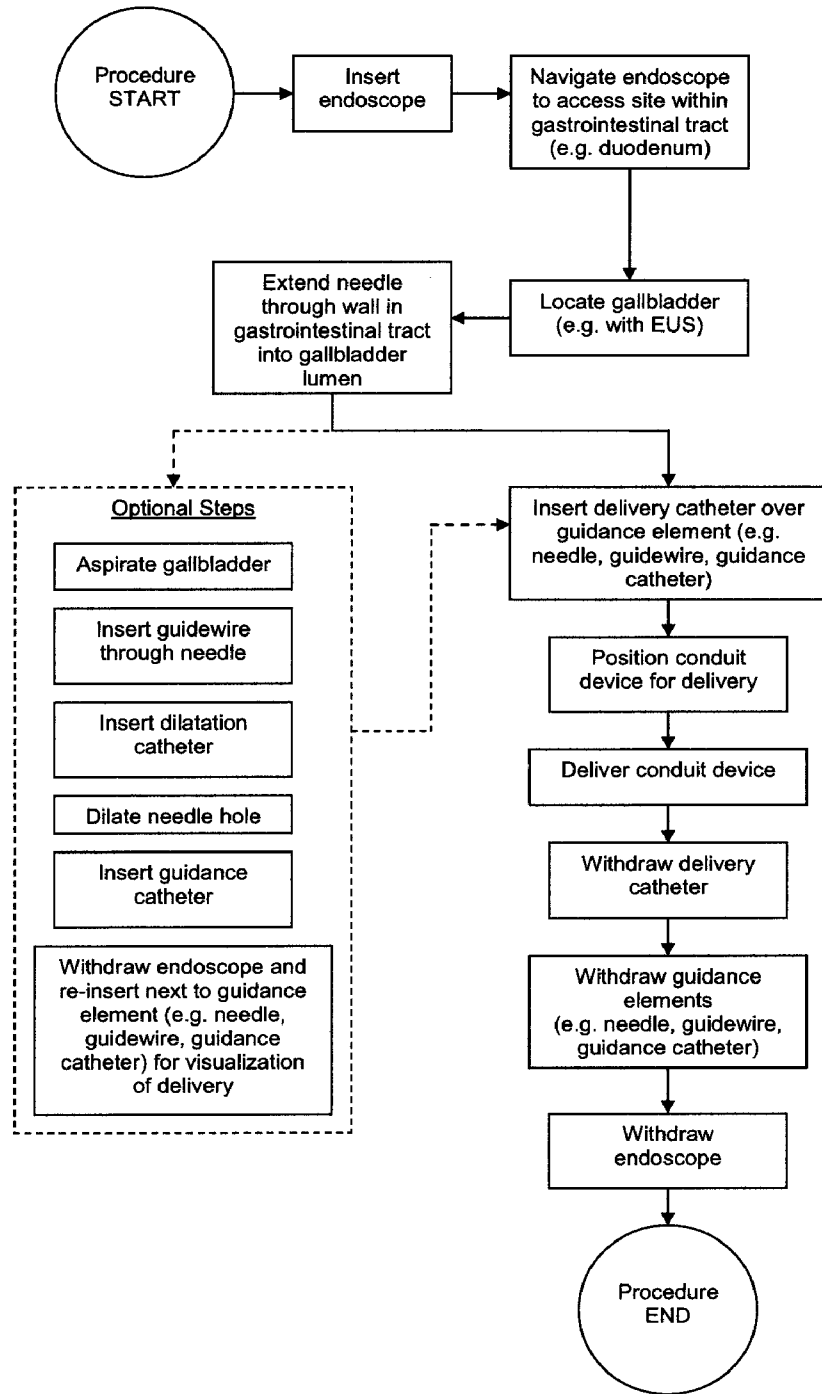 Procedure
START
Insert
endoscope
Navigate endoscope
to access site within
gastrointestinal tract
(e.g. duodenum)
Locate gallbladder
(e.g. with EUS)
Extend needle
through wall in
gastrointestinal tract
into gallbladder
lumen
Optional Steps
Aspirate gallbladder
Insert guidewire
through needle
Insert dilatation
catheter
Dilate needle hole
Insert guidance
catheter
Withdraw endoscope and
re-insert next to guidance
element (e.g. needle,
guidewire, guidance
catheter) for visualization
of delivery
Insert delivery catheter over
guidance element (e.g.
needle, guidewire, guidance
catheter)
Position conduit
device for delivery
Deliver conduit device
Withdraw delivery
catheter
Withdraw guidance
elements
(e.g. needle, guidewire,
guidance catheter)
Withdraw
endoscope
Procedure
END